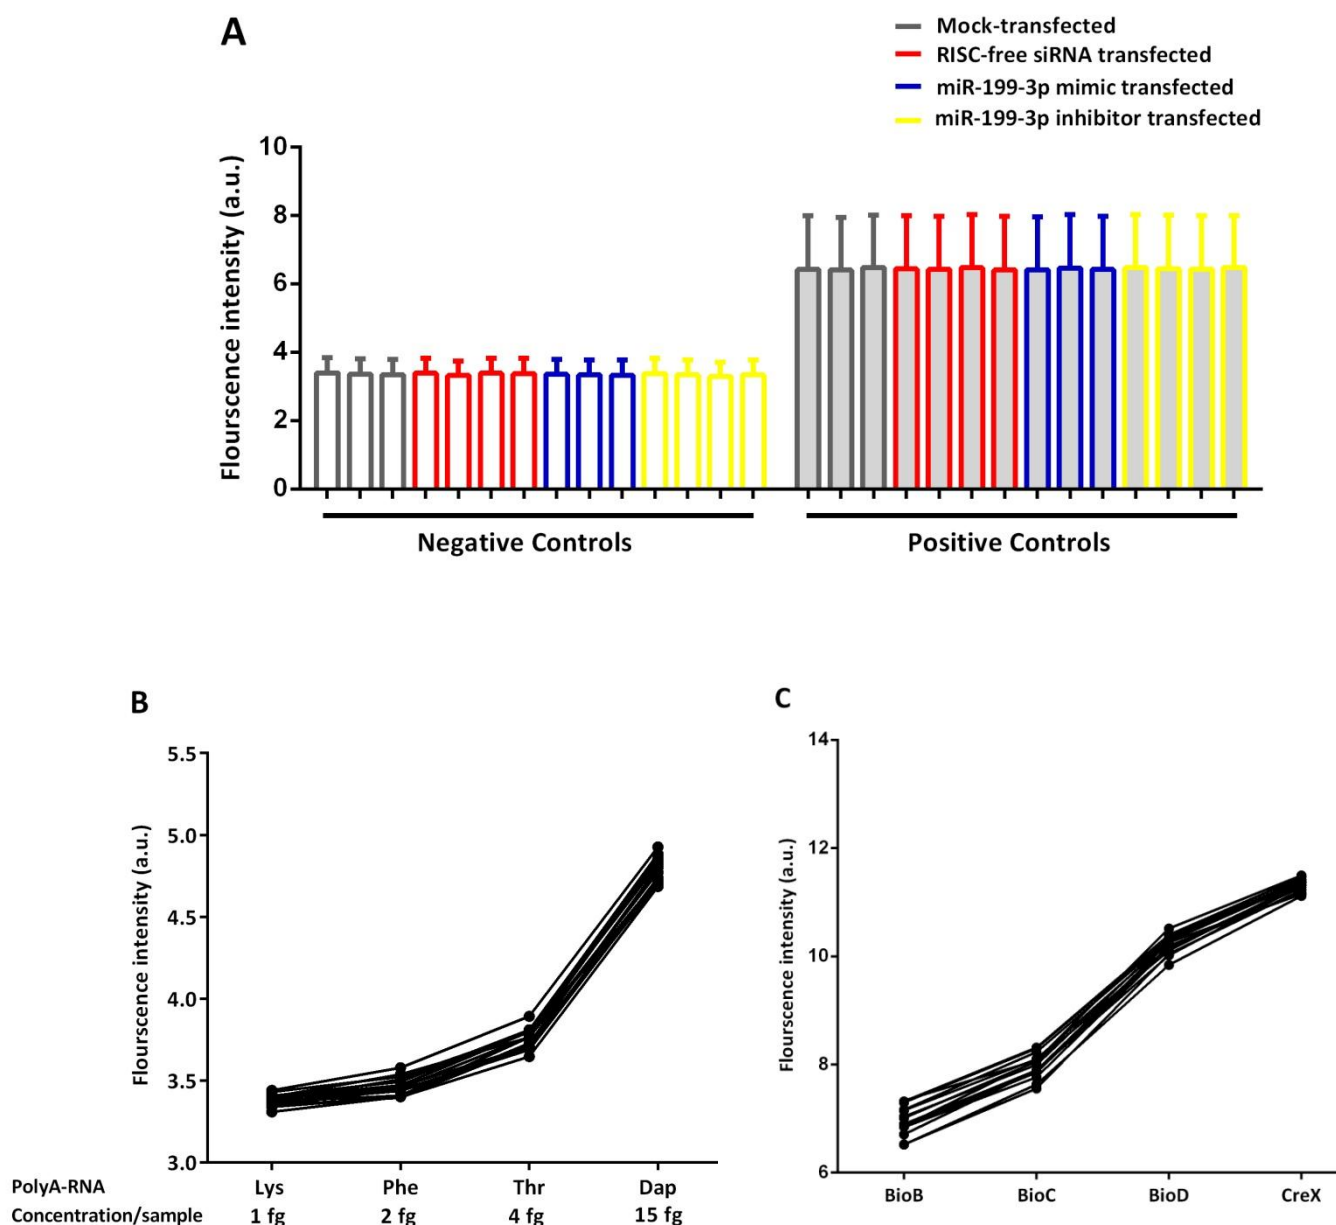 A
Mock-transfected
RISC-free siRNA transfected
miR-199-3p mimic transfected
miR-199-3p inhibitor transfected
Flourscence intensity (a.u.)
10
8
6
4
2
0
Negative Controls Positive Controls
B
Flourscence intensity (a.u.)
5.5
5.0
4.5
4.0
3.5
3.0
PolyA-RNA Lys Phe Thr Dap
Concentration/sample 1 fg 2 fg 4 fg 15 fg
C
Flourscence intensity (a.u.)
14
12
10
8
6
BioB BioC BioD CreX